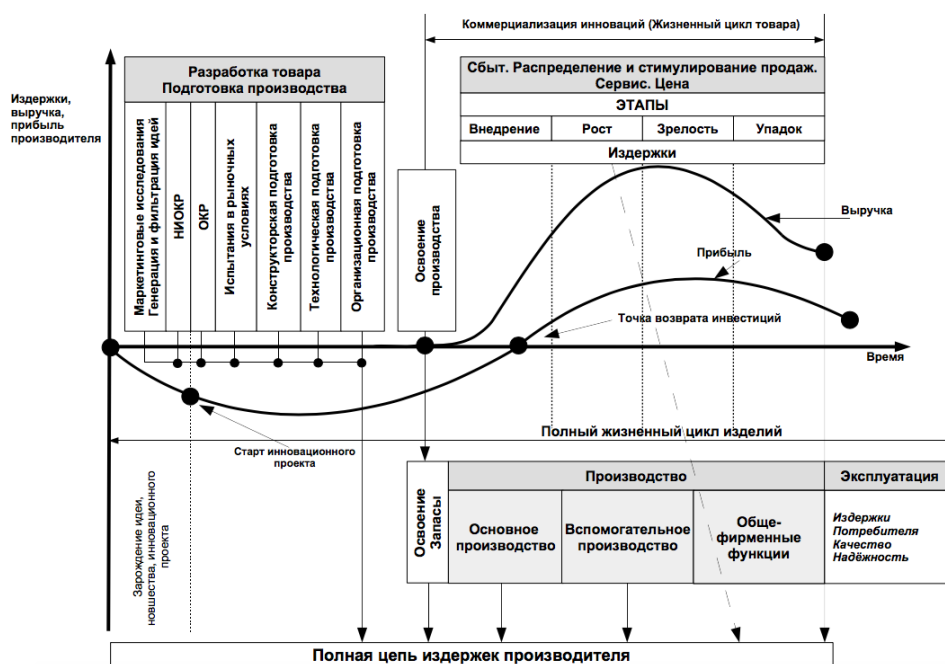 Коммерциализация инноваций (Жизненный цикл товара)
Издержки,
выручка,
прибыль
производителя
Разработка товара
Подготовка производства
Маркетинговые исследования
Генерация и фильтрация идей
НИОКР
ОКР
Испытания в рыночных
условиях
Конструкторская подготовка
производства
Технологическая подготовка
производства
Организационная подготовка
производства
Освоение
производства
Сбыт. Распределение и стимулирование продаж.
Сервис. Цена
ЭТАПЫ
Внедрение
Рост
Зрелость
Упадок
Издержки
Выручка
Прибыль
Точка возврата инвестиций
Время
Старт инновационного
проекта
Полный жизненный цикл изделий
Зарождение идеи,
новшества, инновационного
проекта
Освоение
Запасы
Производство
Основное
производство
Вспомогательное
производство
Обще-
фирменные
функции
Эксплуатация
Издержки
Потребителя
Качество
Надёжность
Полная цепь издержек производителя